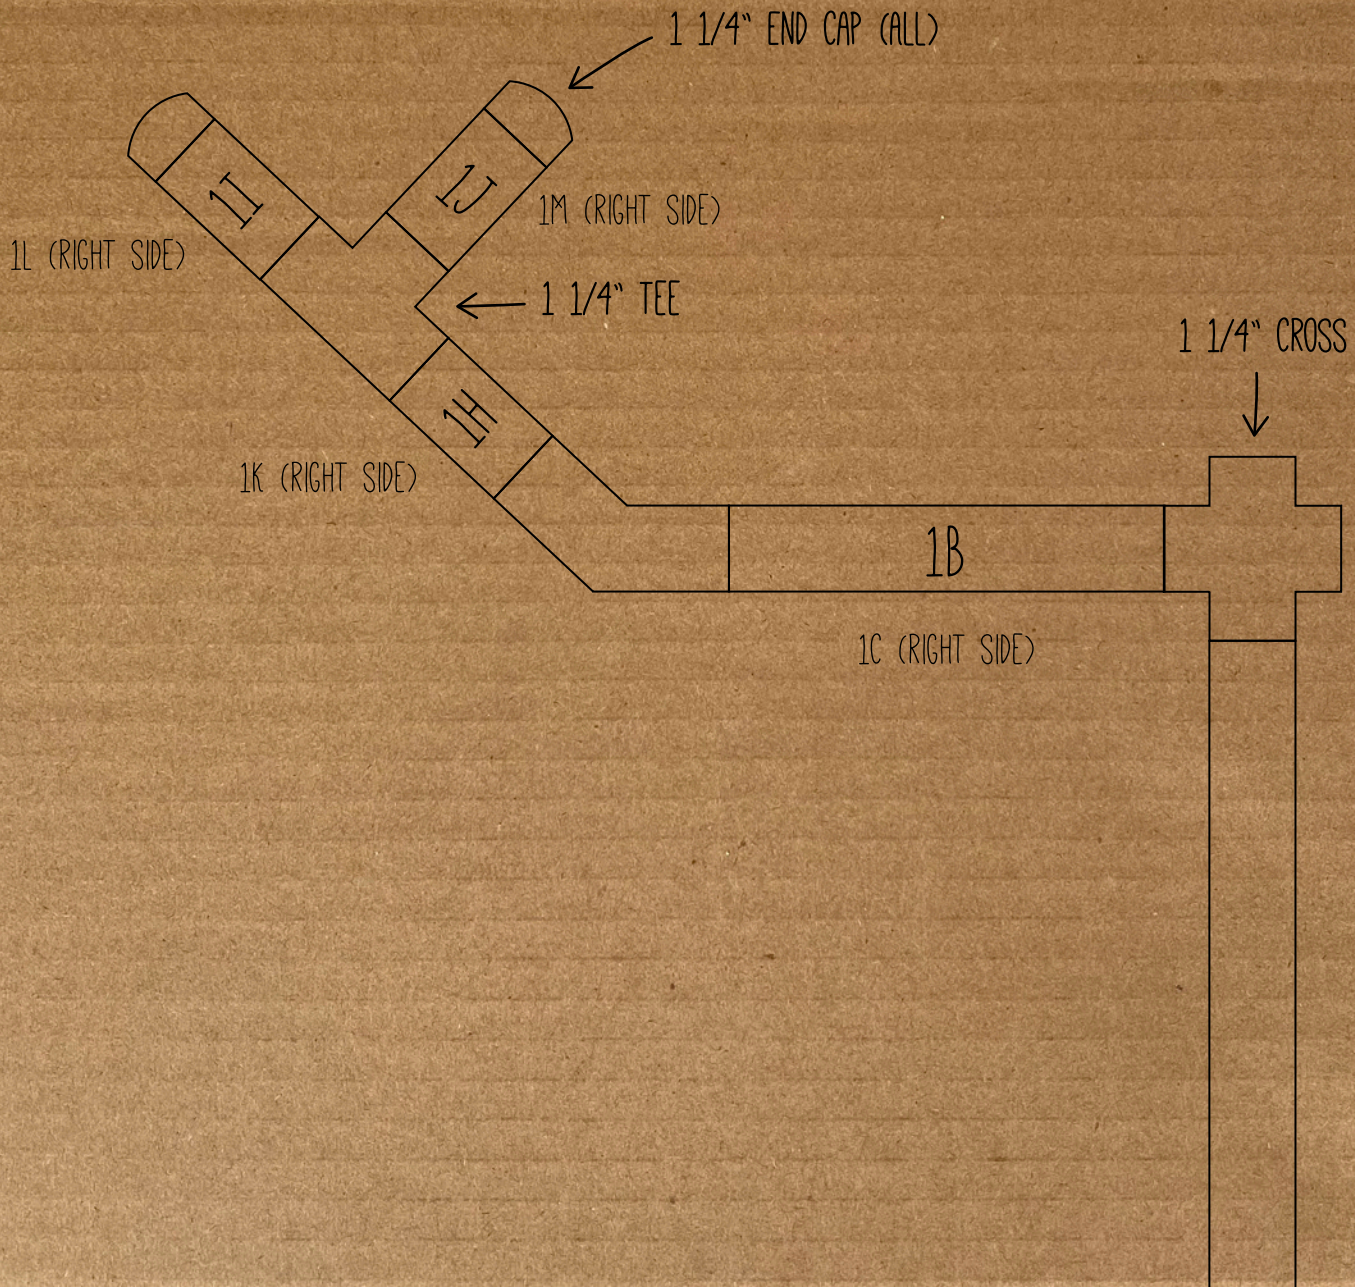 1 1/4" END CAP (ALL)
1I
1J
1M (RIGHT SIDE)
1L (RIGHT SIDE)
1 1/4" TEE
1 1/4" CROSS
1H
1K (RIGHT SIDE)
1B
1C (RIGHT SIDE)